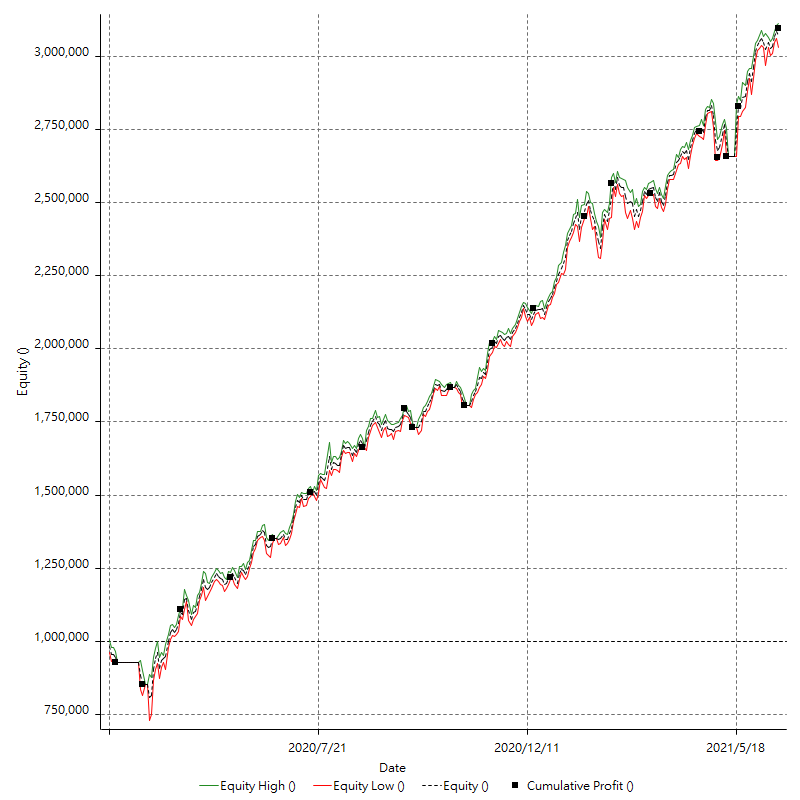 3,000,000
2,750,000
2,500,000
2,250,000
2,000,000
Equity ()
1,750,000
1,500,000
1,250,000
1,000,000
750,000
2020/7/21 2020/12/11 2021/5/18
Date
Equity High () Equity Low () Equity () Cumulative Profit ()